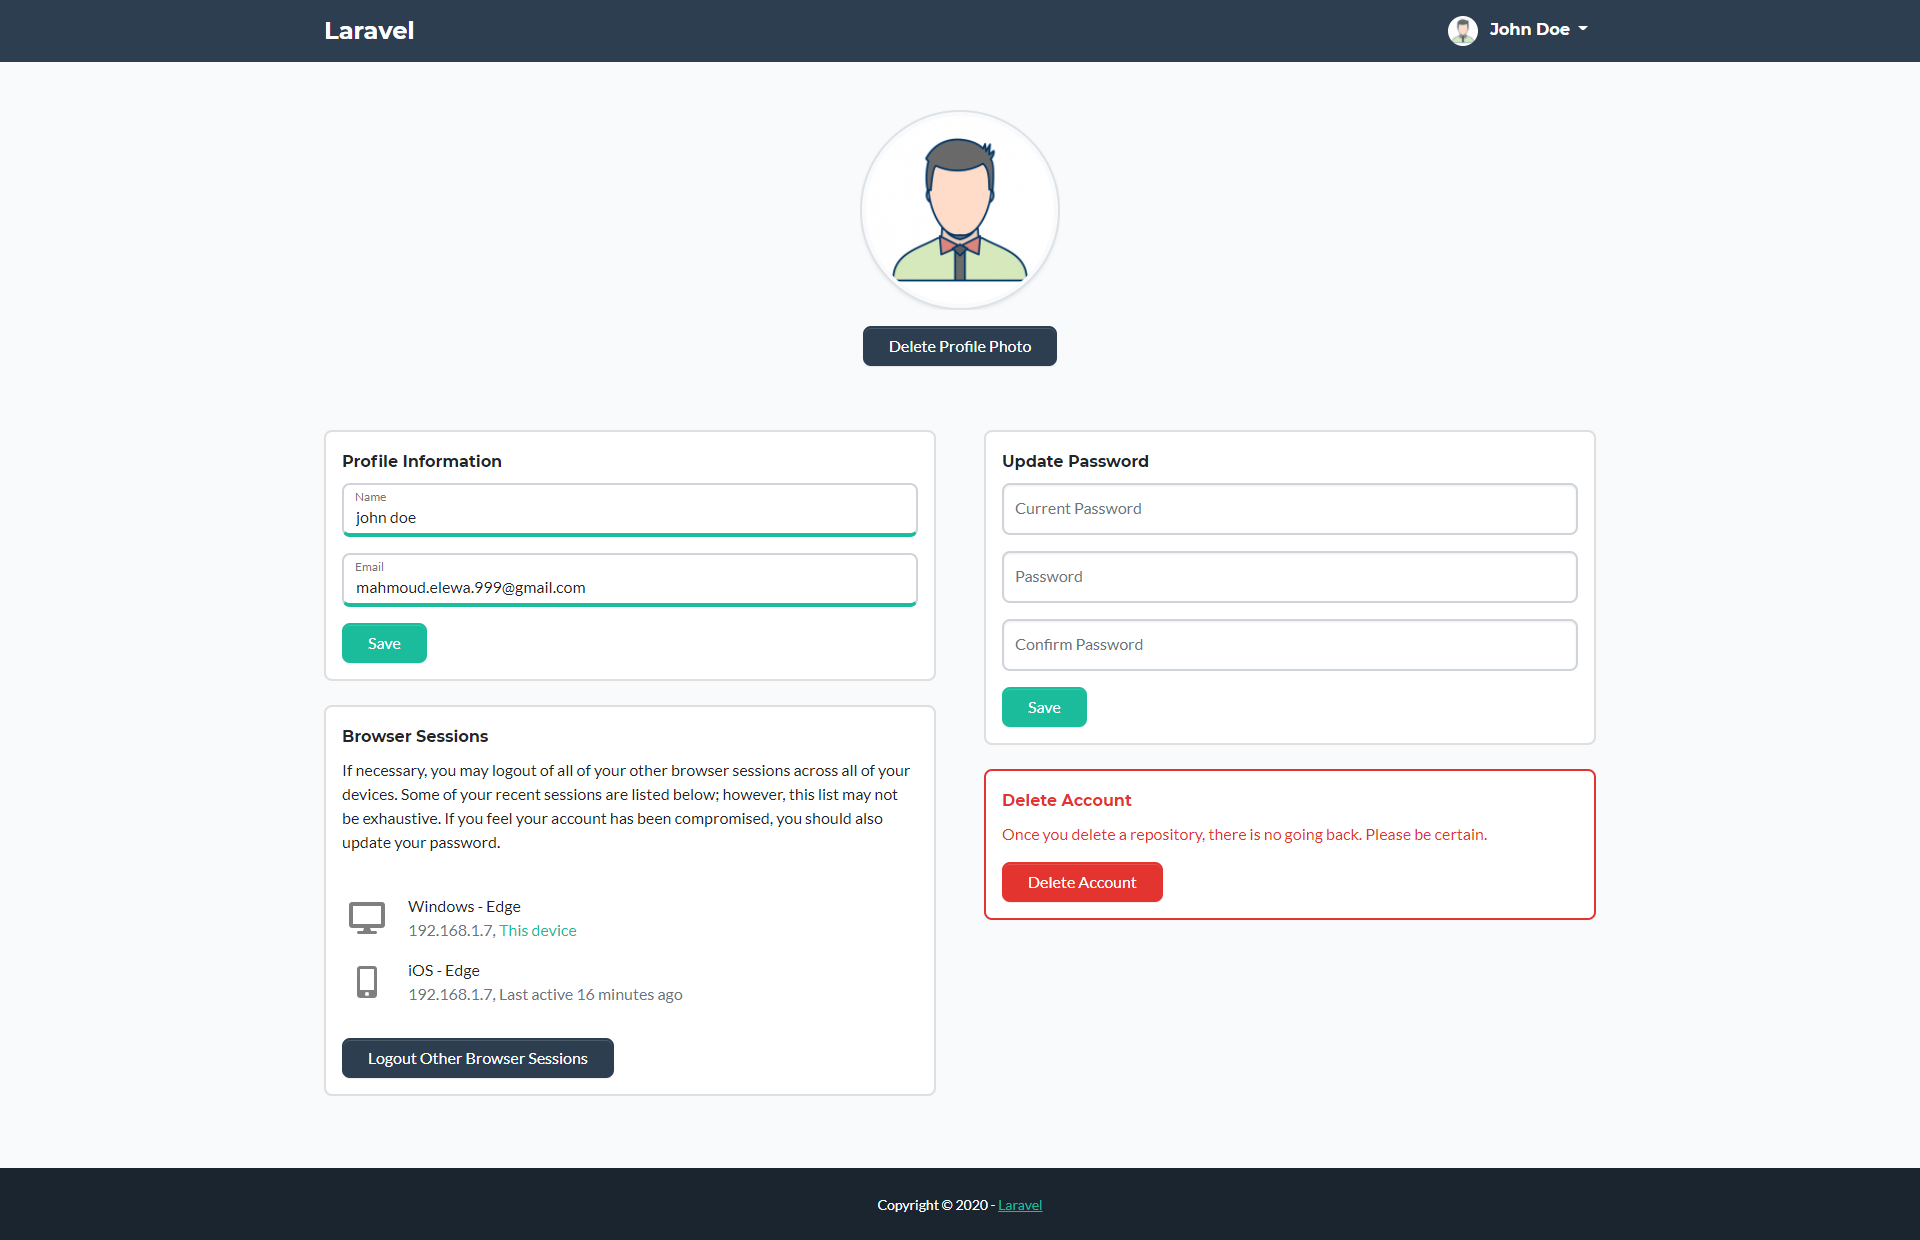 Laravel
John Doe
Delete Profile Photo
Profile Information
Name
john doe
Email
mahmoud.elewa.999@gmail.com
Save
Browser Sessions
If necessary, you may logout of all of your other browser sessions across all of your
devices. Some of your recent sessions are listed below; however, this list may not
be exhaustive. If you feel your account has been compromised, you should also
update your password.
Windows - Edge
192.168.1.7, This device
iOS - Edge
192.168.1.7, Last active 16 minutes ago
Logout Other Browser Sessions
Update Password
Current Password
Password
Confirm Password
Save
Delete Account
Once you delete a repository, there is no going back. Please be certain.
Delete Account
Copyright © 2020 - Laravel